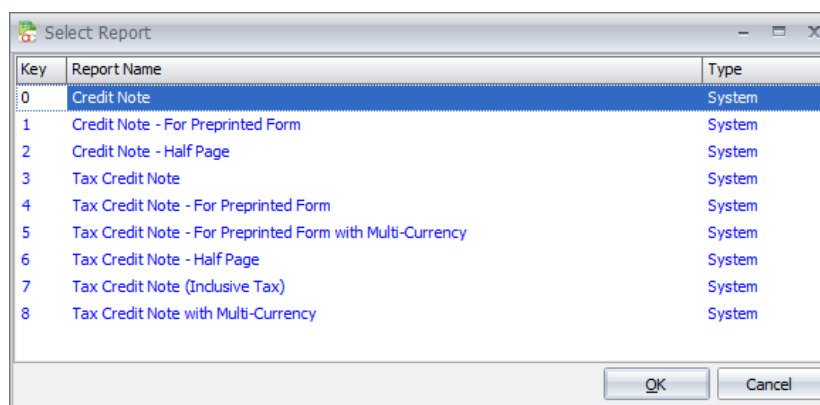 Select Report
Key Report Name Type
0 Credit Note System
1 Credit Note - For Preprinted Form System
2 Credit Note - Half Page System
3 Tax Credit Note System
4 Tax Credit Note - For Preprinted Form System
5 Tax Credit Note - For Preprinted Form with Multi-Currency System
6 Tax Credit Note - Half Page System
7 Tax Credit Note (Inclusive Tax) System
8 Tax Credit Note with Multi-Currency System
OK Cancel